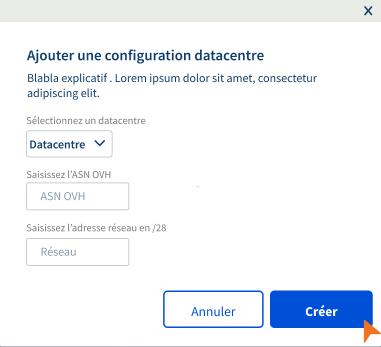 Ajouter une configuration datacentre
Blabla explicatif . Lorem ipsum dolor sit amet, consectetur
adipiscing elit.
Sélectionnez un datacentre
Datacentre
Saisissez l'ASN OVH
ASN OVH
Saisissez l'adresse réseau en /28
Réseau
Annuler
Créer